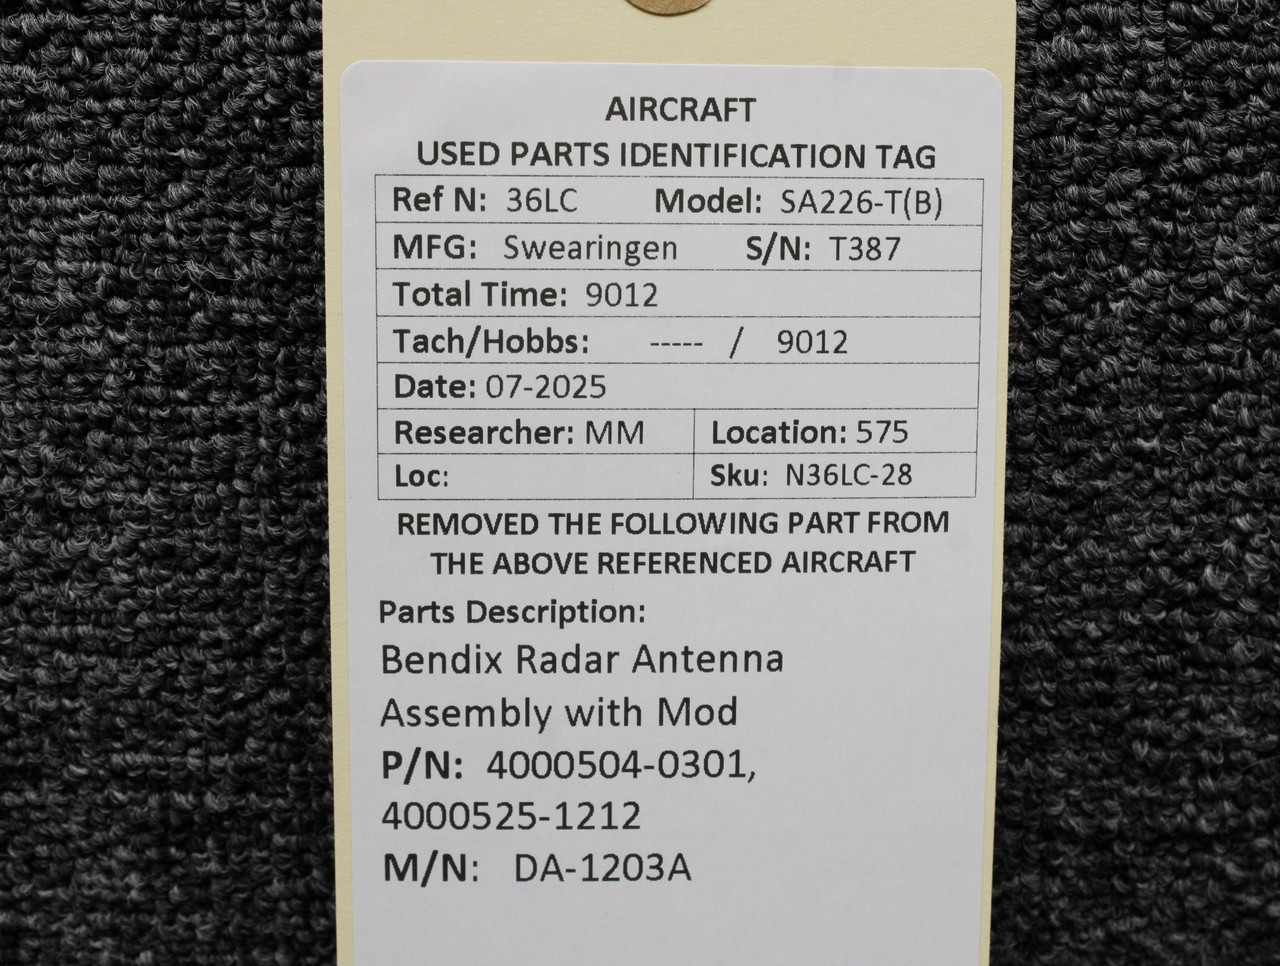 AIRCRAFT
USED PARTS IDENTIFICATION TAG
Ref N: 36LC Model: SA226-T(B)
MFG: Swearingen S/N: T387
Total Time: 9012
Tach/Hobbs: ----- / 9012
Date: 07-2025
Researcher: MM Location: 575
Loc: Sku: N36LC-28
REMOVED THE FOLLOWING PART FROM
THE ABOVE REFERENCED AIRCRAFT
Parts Description:
Bendix Radar Antenna
Assembly with Mod
P/N: 4000504-0301,
4000525-1212
M/N: DA-1203A